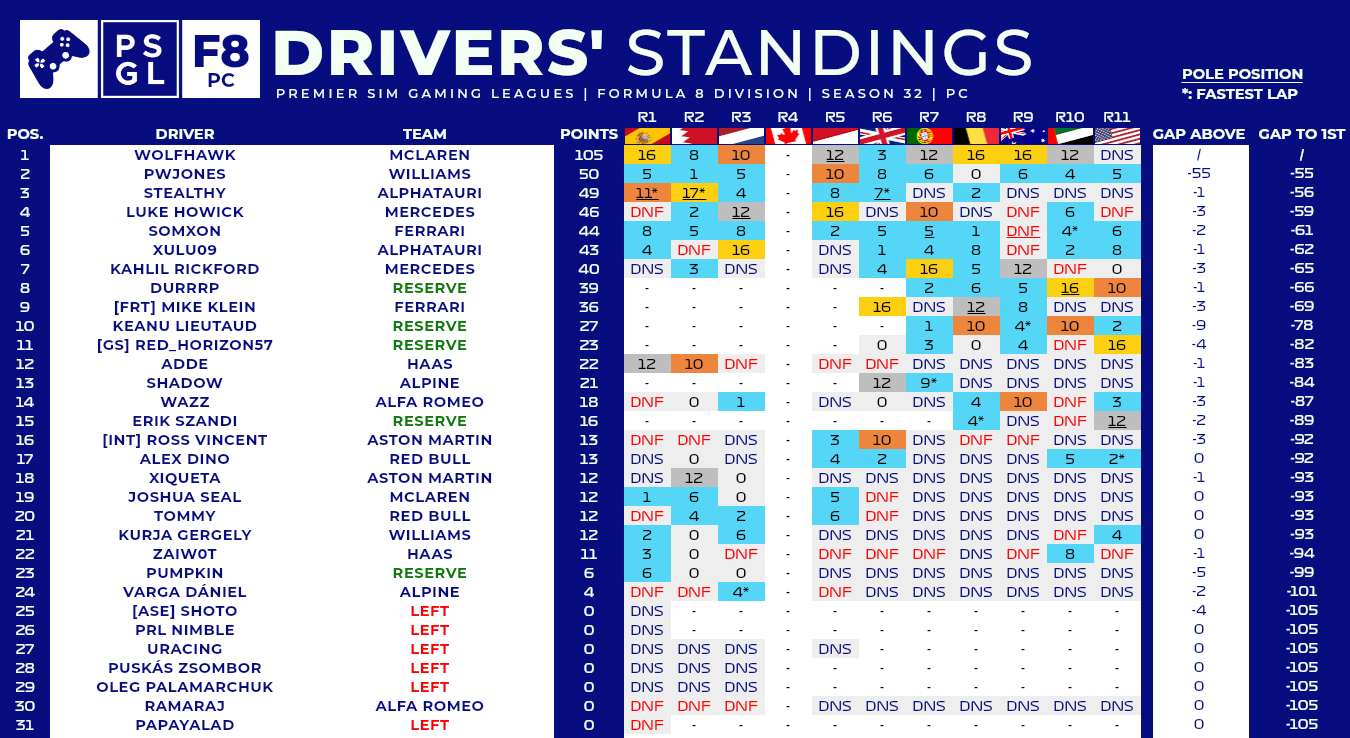 PS
GL
F8
PC
DRIVERS' STANDINGS
PREMIER SIM GAMING LEAGUES | FORMULA 8 DIVISION | SEASON 32 | PC
POLE POSITION
*: FASTEST LAP
R1 R2 R3 R4 R5 R6 R7 R8 R9 R10 R11
POS. DRIVER TEAM POINTS GAP ABOVE GAP TO 1ST
1 WOLFHAWK MCLAREN 105 16 8 10 - 12 3 12 16 16 12 DNS / /
2 PWJONES WILLIAMS 50 5 1 5 - 10 8 6 0 6 4 5 -55 -55
3 STEALTHY ALPHATAURI 49 11* 17* 4 - 8 7* DNS 2 DNS DNS DNS -1 -56
4 LUKE HOWICK MERCEDES 46 DNF 2 12 - 16 DNS 10 DNS DNF 6 DNF -3 -59
5 SOMXON FERRARI 44 8 5 8 - 2 5 5 1 DNF 4* 6 -2 -61
6 XULU09 ALPHATAURI 43 4 DNF 16 - DNS 1 4 8 DNF 2 8 -1 -62
7 KAHLIL RICKFORD MERCEDES 40 DNS 3 DNS - DNS 4 16 5 12 DNF 0 -3 -65
8 DURRRP RESERVE 39 - - - - - - 2 6 5 16 10 -1 -66
9 [FRT] MIKE KLEIN FERRARI 36 - - - - - 16 DNS 12 8 DNS DNS -3 -69
10 KEANU LIEUTAUD RESERVE 27 - - - - - - 1 10 4* 10 2 -9 -78
11 [GS] RED_HORIZON57 RESERVE 23 - - - - - 0 3 0 4 DNF 16 -4 -82
12 ADDE HAAS 22 12 10 DNF - DNF DNF DNS DNS DNS DNS DNS -1 -83
13 SHADOW ALPINE 21 - - - - - 12 9* DNS DNS DNS DNS -1 -84
14 WAZZ ALFA ROMEO 18 DNF 0 1 - DNS 0 DNS 4 10 DNF 3 -3 -87
15 ERIK SZANDI RESERVE 16 - - - - - - - 4* DNS DNF 12 -2 -89
16 [INT] ROSS VINCENT ASTON MARTIN 13 DNF DNF DNS - 3 10 DNS DNF DNF DNS DNS -3 -92
17 ALEX DINO RED BULL 13 DNS 0 DNS - 4 2 DNS DNS DNS 5 2* 0 -92
18 XIQUETA ASTON MARTIN 12 DNS 12 0 - DNS DNS DNS DNS DNS DNS DNS -1 -93
19 JOSHUA SEAL MCLAREN 12 1 6 0 - 5 DNF DNS DNS DNS DNS DNS 0 -93
20 TOMMY RED BULL 12 DNF 4 2 - 6 DNF DNS DNS DNS DNS DNS 0 -93
21 KURJA GERGELY WILLIAMS 12 2 0 6 - DNS DNS DNS DNS DNS DNF 4 0 -93
22 ZAIW0T HAAS 11 3 0 DNF - DNF DNF DNF DNS DNF 8 DNF -1 -94
23 PUMPKIN RESERVE 6 6 0 0 - DNS DNS DNS DNS DNS DNS DNS -5 -99
24 VARGA DÁNIEL ALPINE 4 DNF DNF 4* - DNF DNS DNS DNS DNS DNS DNS -2 -101
25 [ASE] SHOTO LEFT 0 DNS - - - - - - - - - - -4 -105
26 PRL NIMBLE LEFT 0 DNS - - - - - - - - - - 0 -105
27 URACING LEFT 0 DNS DNS DNS - DNS - - - - - - 0 -105
28 PUSKÁS ZSOMBOR LEFT 0 DNS DNS DNS - - - - - - - - 0 -105
29 OLEG PALAMARCHUK LEFT 0 DNS DNS DNS - - - - - - - - 0 -105
30 RAMARAJ ALFA ROMEO 0 DNF DNF DNF - DNS DNS DNS DNS DNS DNS DNS 0 -105
31 PAPAYALAD LEFT 0 DNF - - - - - - - - - - 0 -105